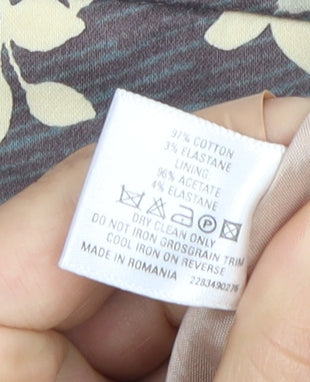 97% COTTON
3% ELASTANE
LINING
96% ACETATE
4% ELASTANE
P
DRY CLEAN ONLY
DO NOT IRON GROSGRAIN TRIM
COOL IRON ON REVERSE
MADE IN ROMANIA